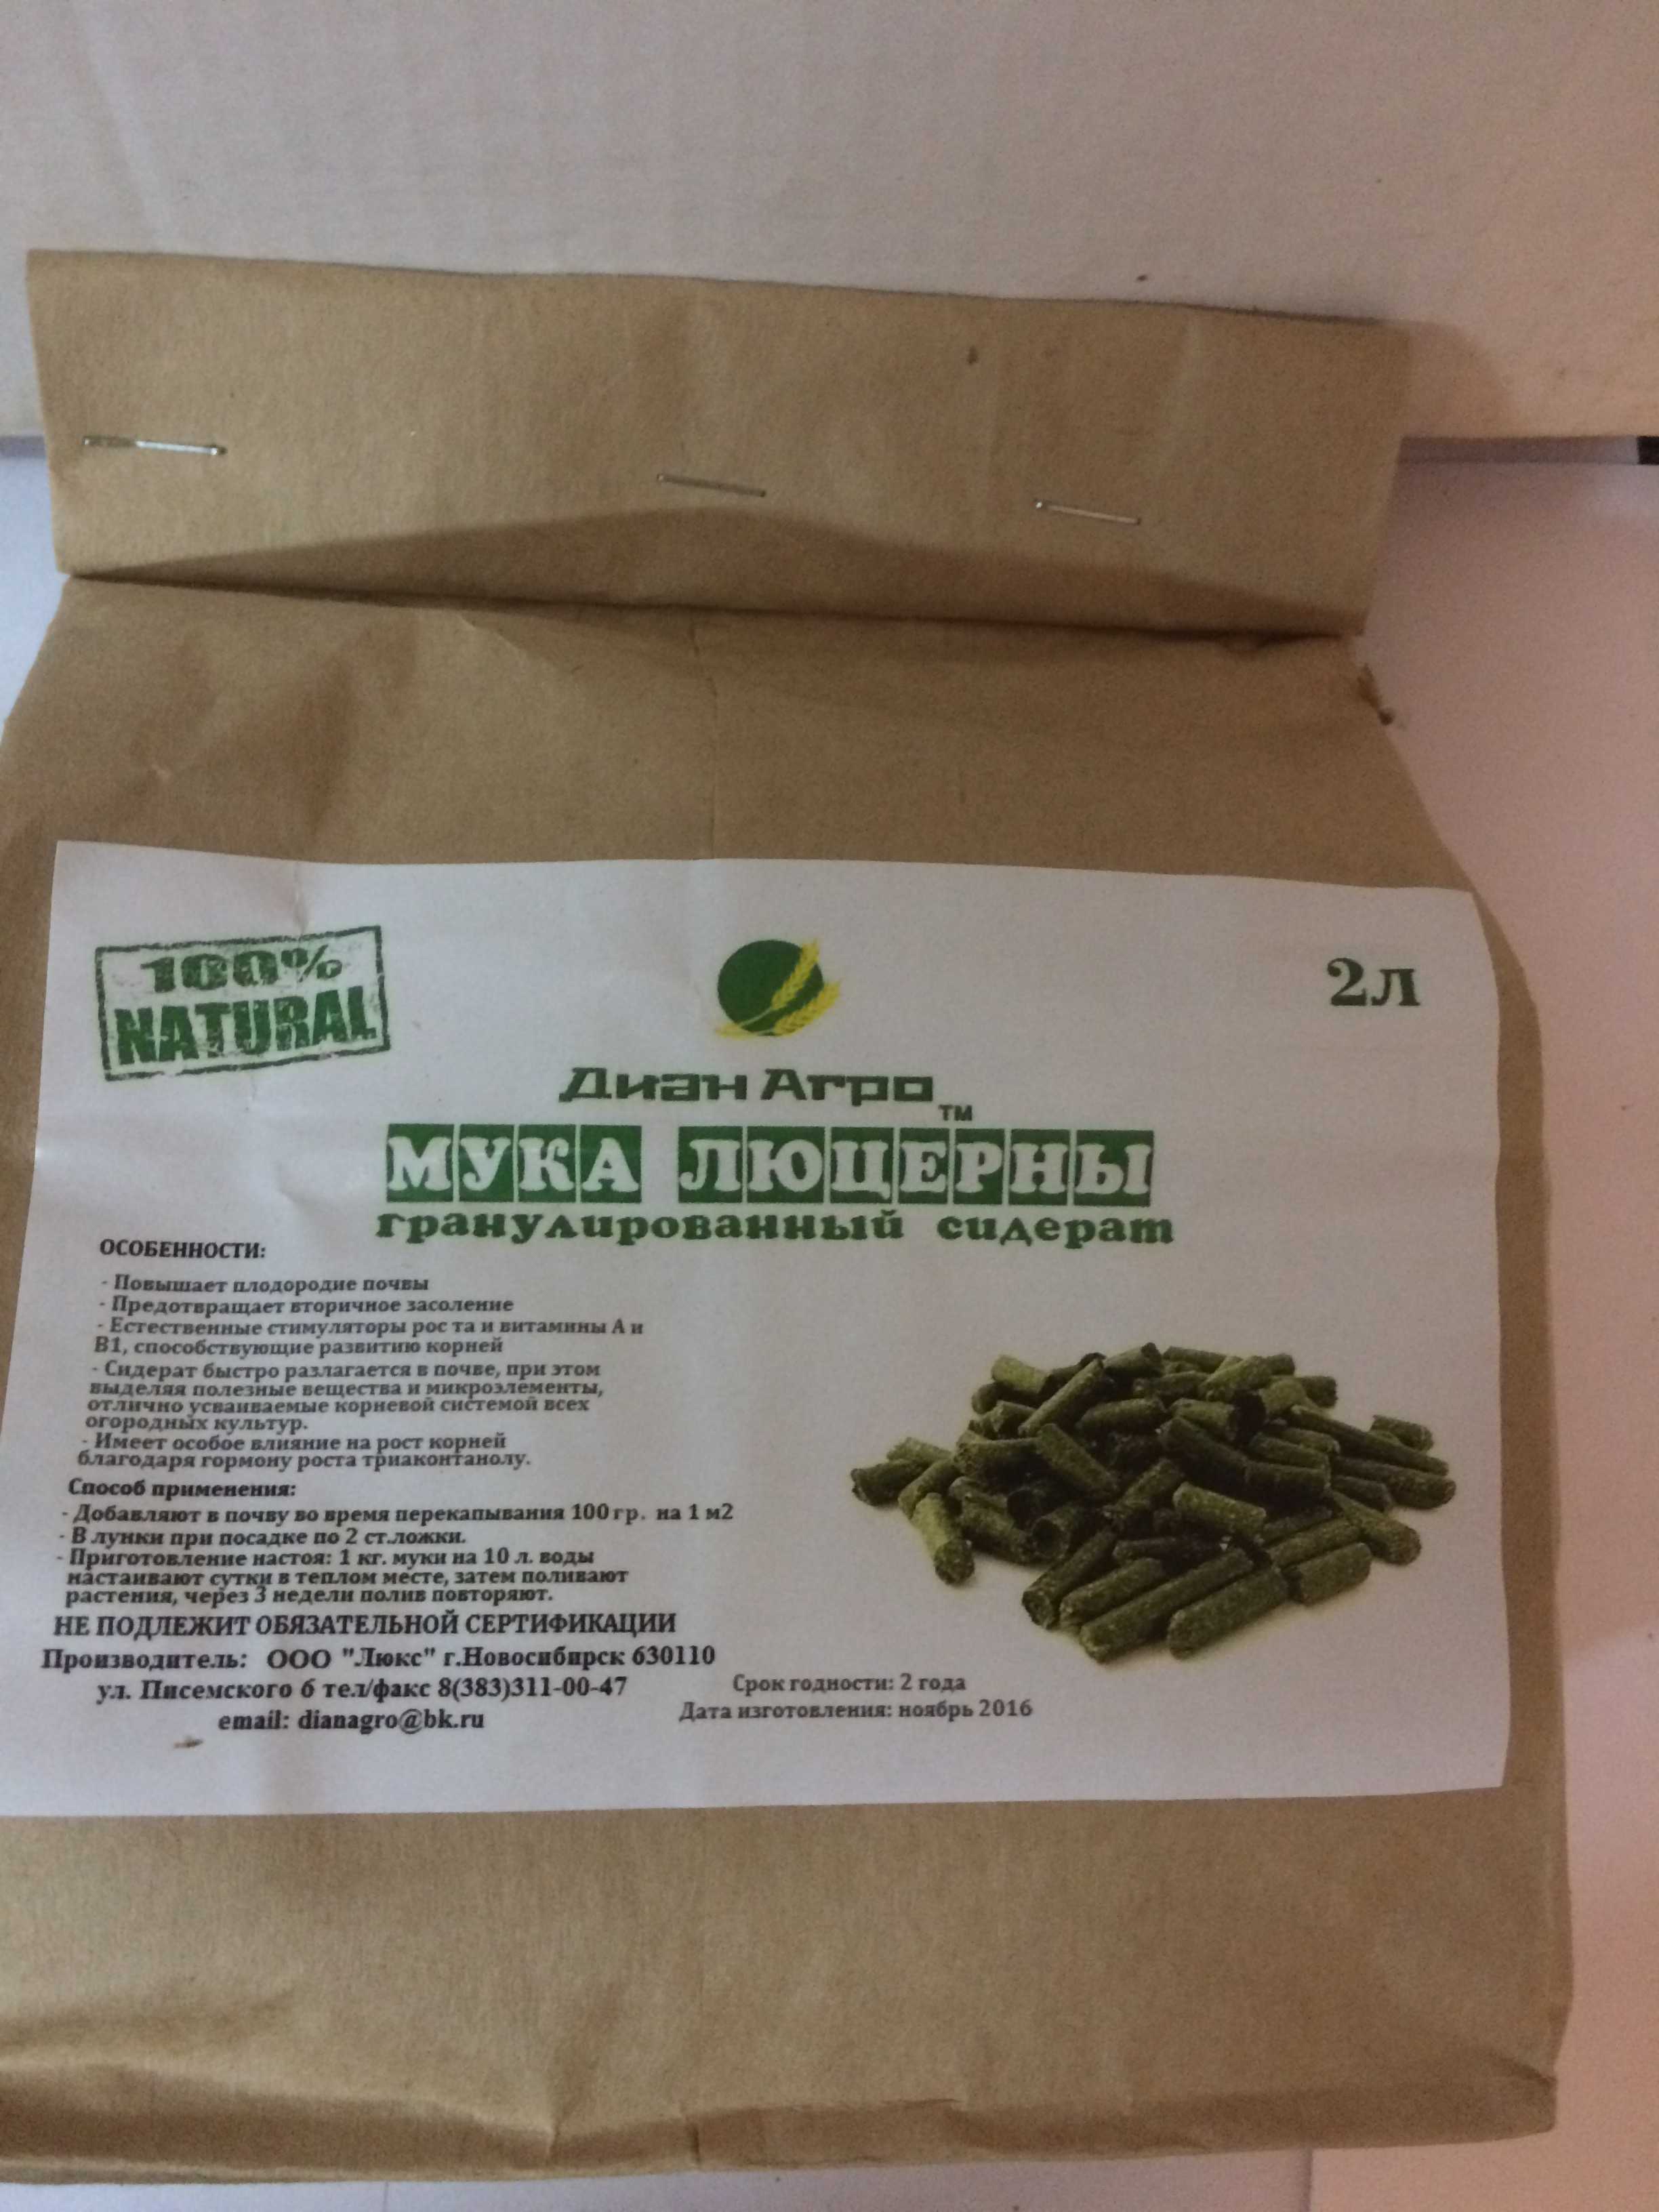 100%
NATURAL
2л
Диан Агро
TM
МУКА ЛЮЦЕРНЫ
гранулированный сидерат
ОСОБЕННОСТИ:
- Повышает плодородие почвы
- Предотвращает вторичное засоление
- Естественные стимуляторы рос та и витамины А и
В1, способствующие развитию корней
- Сидерат быстро разлагается в почве, при этом
выделяя полезные вещества и микроэлементы,
отлично усваиваемые корневой системой всех
огородных культур.
- Имеет особое влияние на рост корней
благодаря гормону роста триаконтанолу.
Способ применения:
- Добавляют в почву во время перекапывания 100 гр. на 1 м2
- В лунки при посадке по 2 ст.ложки.
- Приготовление настоя: 1 кг. муки на 10 л. воды
настаивают сутки в теплом месте, затем поливают
растения, через 3 недели полив повторяют.
НЕ ПОДЛЕЖИТ ОБЯЗАТЕЛЬНОЙ СЕРТИФИКАЦИИ
Производитель: ООО "Люкс" г.Новосибирск 630110
ул. Писемского 6 тел/факс 8(383)311-00-47
email: dianagro@bk.ru
Срок годности: 2 года
Дата изготовления: ноябрь 2016